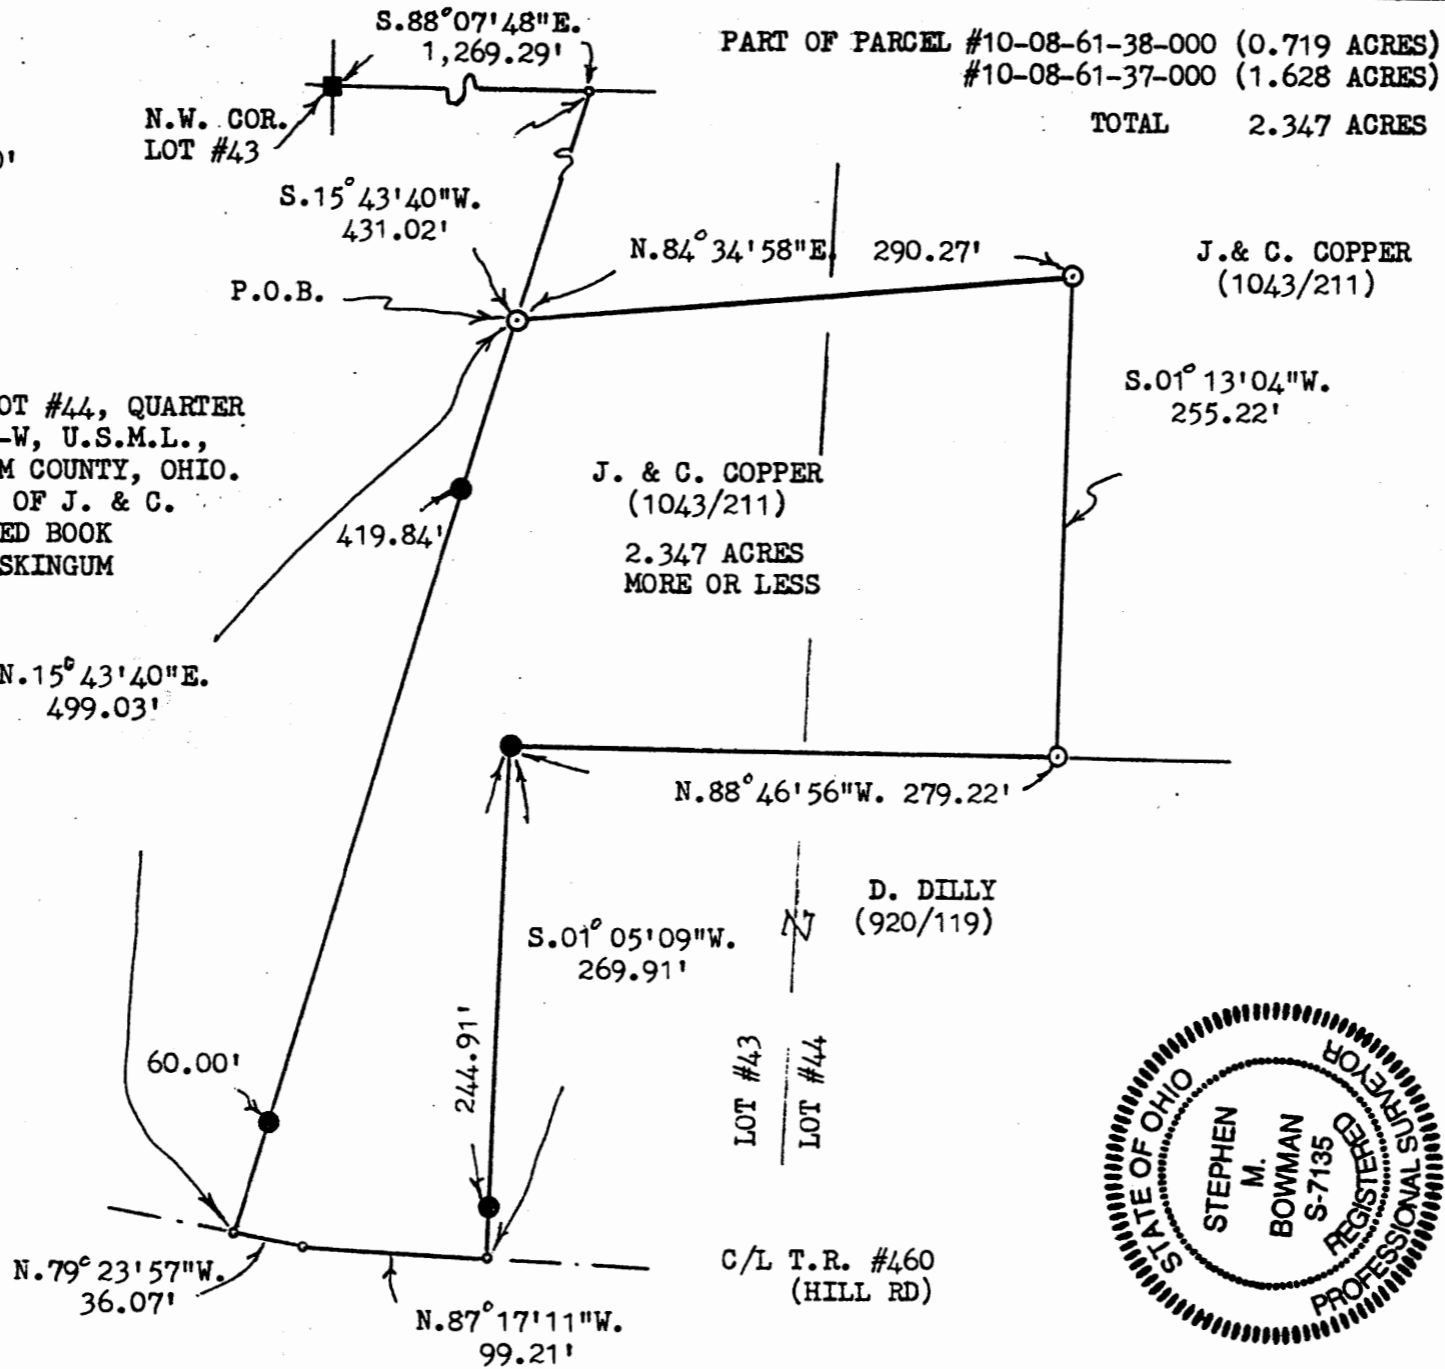 S.88°07'48"E.
1,269.29'
PART OF PARCEL #10-08-61-38-000 (0.719 ACRES)
#10-08-61-37-000 (1.628 ACRES)
TOTAL 2.347 ACRES
N.W. COR.
LOT #43
S.15°43'40"W.
431.02'
N.84°34'58"E. 290.27'
J.& C. COPPER
(1043/211)
P.O.B.
S.01°13'04"W.
255.22'
LOT #44, QUARTER
-W, U.S.M.L.,
M COUNTY, OHIO.
OF J. & C.
ED BOOK
SKINGUM
J. & C. COPPER
(1043/211)
2.347 ACRES
MORE OR LESS
419.84'
N.15°43'40"E.
499.03'
N.88°46'56"W. 279.22'
D. DILLY
(920/119)
N
S.01°05'09"W.
269.91'
244.91'
60.00'
LOT #43
LOT #44
N.79°23'57"W.
36.07'
N.87°17'11"W.
99.21'
C/L T.R. #460
(HILL RD)
STATE OF OHIO
STEPHEN
M.
BOWMAN
S-7135
REGISTERED
PROFESSIONAL SURVEYOR